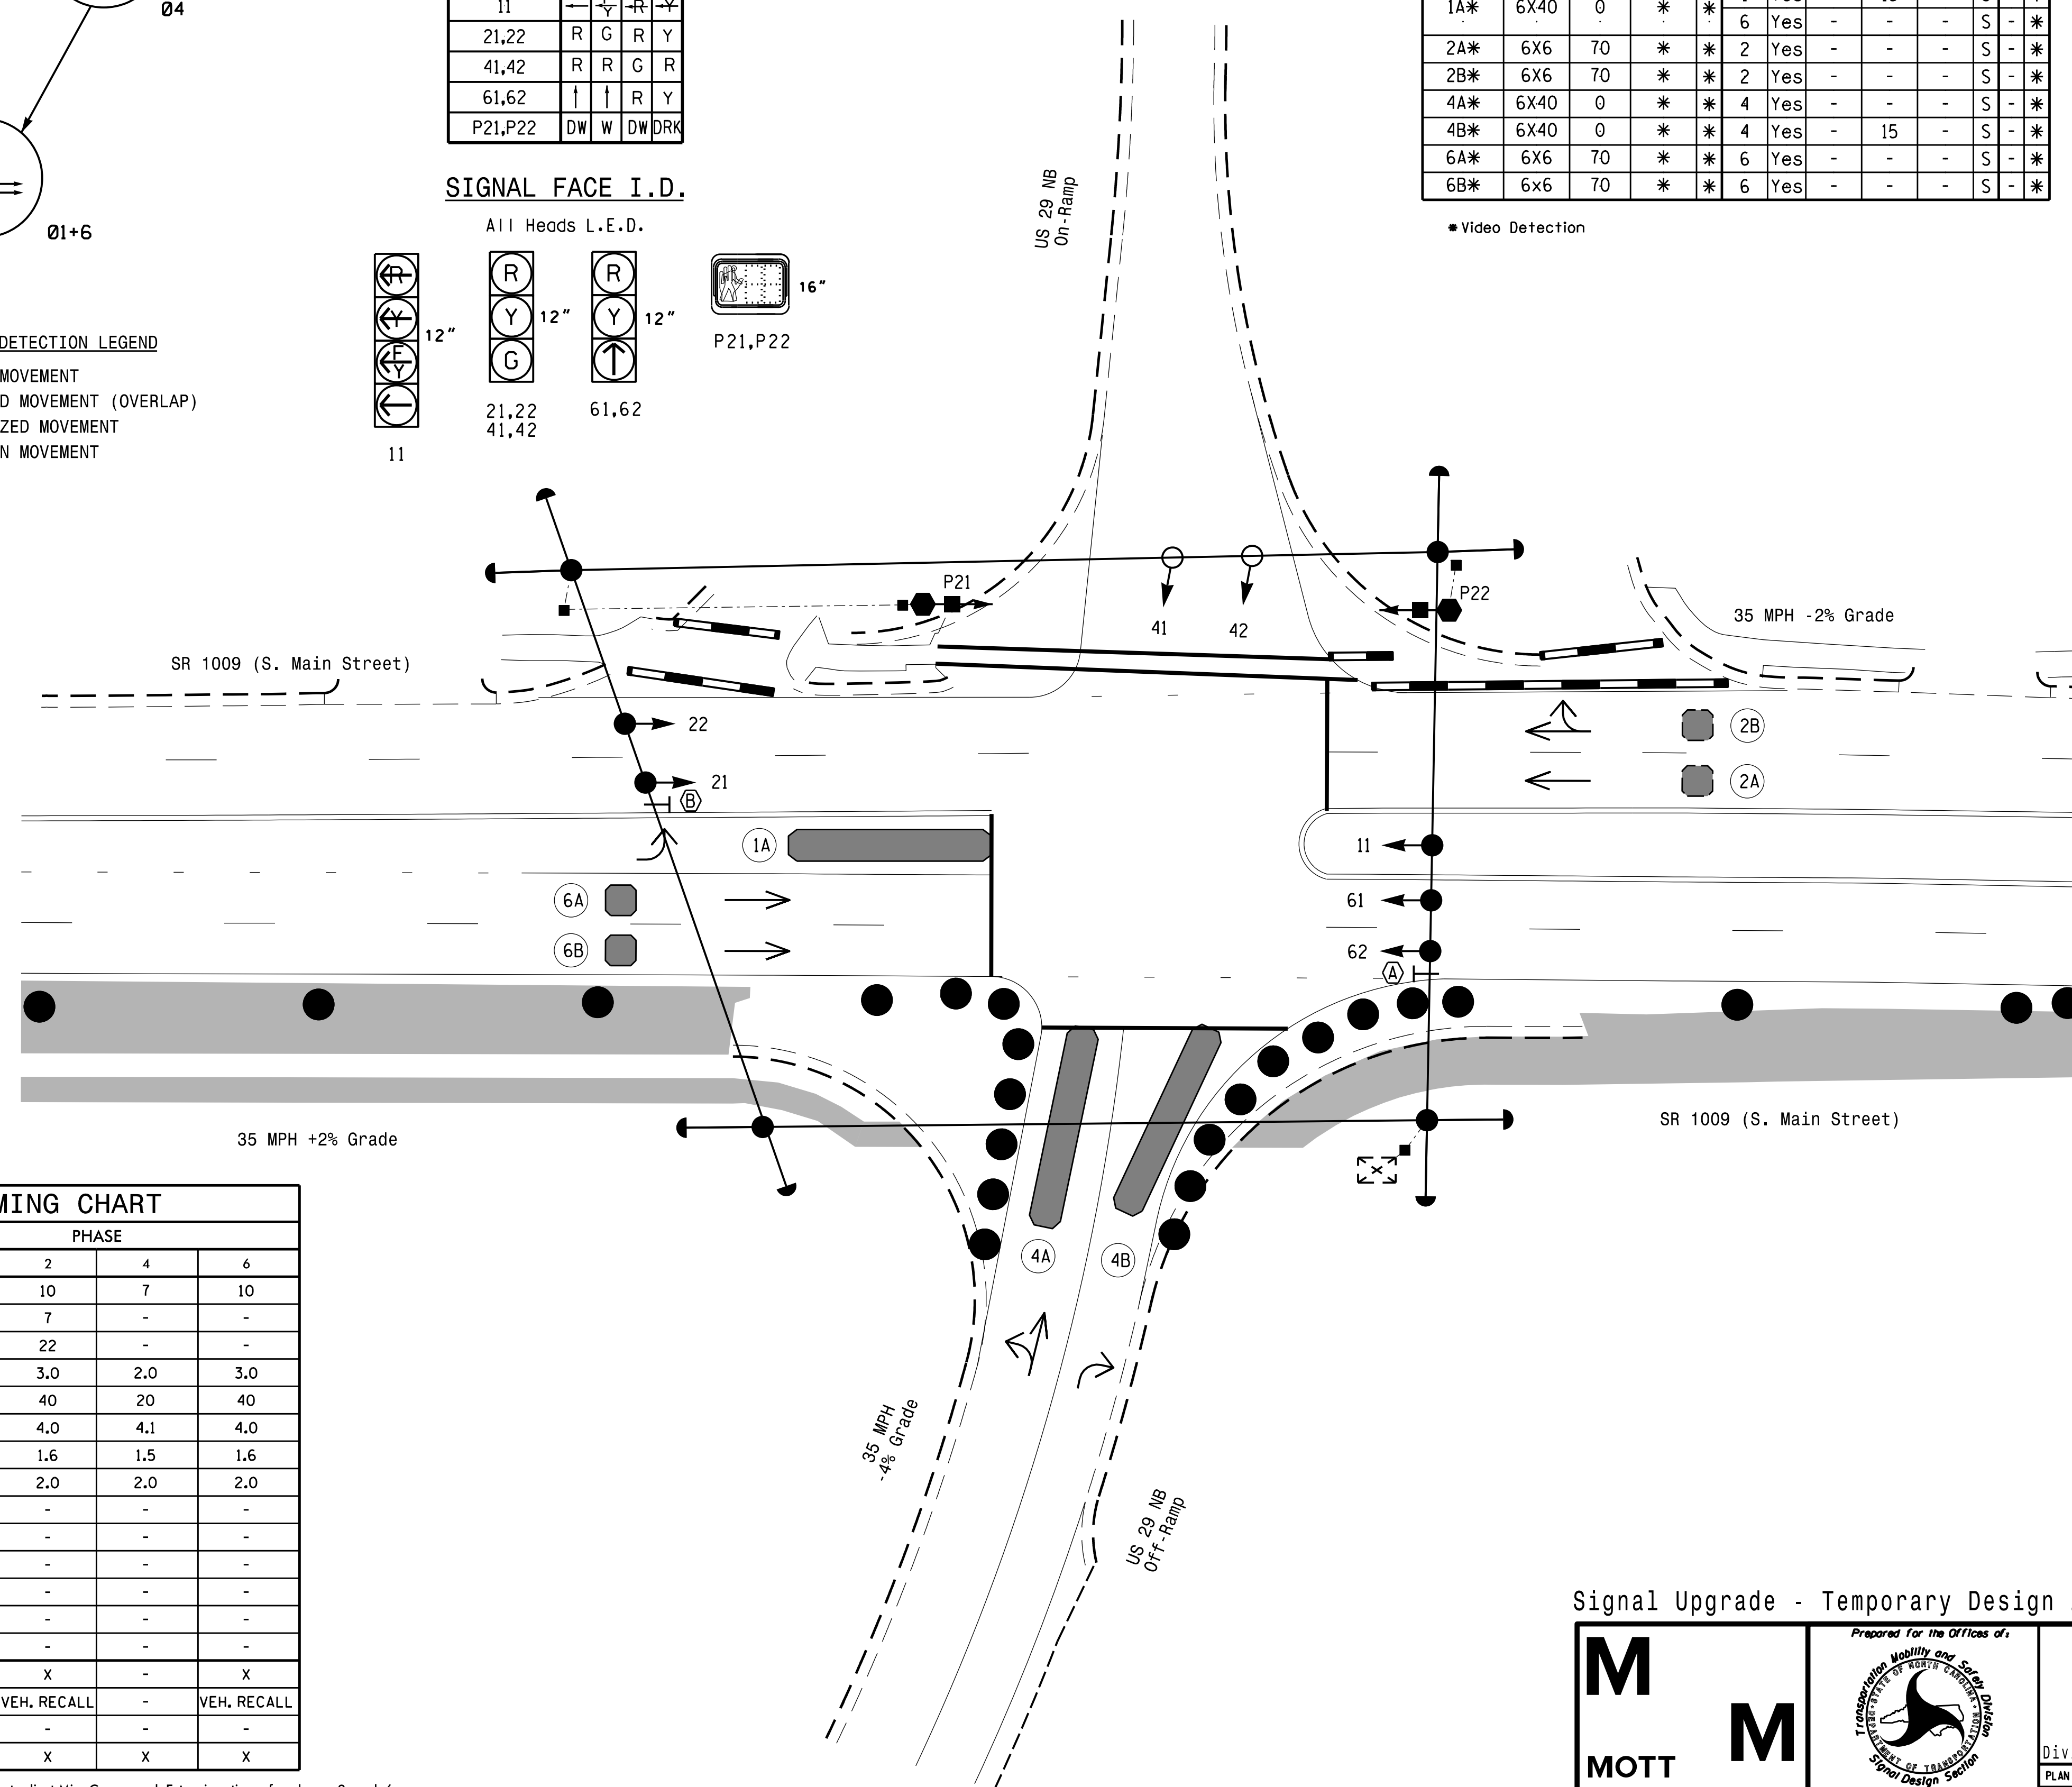 Ø4
Ø1+6
11 ← F Y ← R ← Y ←
21,22 R G R Y
41,42 R R G R
61,62 ↑ ↑ R Y
P21,P22 DW W DW DRK
SIGNAL FACE I.D.
All Heads L.E.D.
R
Y
F
Y
12"
11
R
Y
G
12"
21,22
41,42
R
Y
12"
61,62
16"
P21,P22
DETECTION LEGEND
MOVEMENT
D MOVEMENT (OVERLAP)
ZED MOVEMENT
N MOVEMENT
1A* 6X40 0 * *
6 Yes - - - S - *
2A* 6X6 70 * * 2 Yes - - - S - *
2B* 6X6 70 * * 2 Yes - - - S - *
4A* 6X40 0 * * 4 Yes - - - S - *
4B* 6X40 0 * * 4 Yes - 15 - S - *
6A* 6X6 70 * * 6 Yes - - - S - *
6B* 6x6 70 * * 6 Yes - - - S - *
* Video Detection
US 29 NB
On-Ramp
P21
P22
41
42
35 MPH -2% Grade
SR 1009 (S. Main Street)
22
21
B
2B
2A
1A
11
6A
61
6B
62
A
SR 1009 (S. Main Street)
35 MPH +2% Grade
X
4A
4B
35 MPH
-4% Grade
US 29 NB
Off-Ramp
MING CHART
PHASE
2 4 6
10 7 10
7 - -
22 - -
3.0 2.0 3.0
40 20 40
4.0 4.1 4.0
1.6 1.5 1.6
2.0 2.0 2.0
- - -
- - -
- - -
- - -
- - -
- - -
X - X
VEH. RECALL - VEH. RECALL
- - -
X X X
Signal Upgrade - Temporary Design
M
M
MOTT
Prepared for the Offices of:
Transportation Mobility and Safety Division
STATE OF NORTH CAROLINA
DEPARTMENT OF TRANSPORTATION
Signal Design Section
Div
PLAN